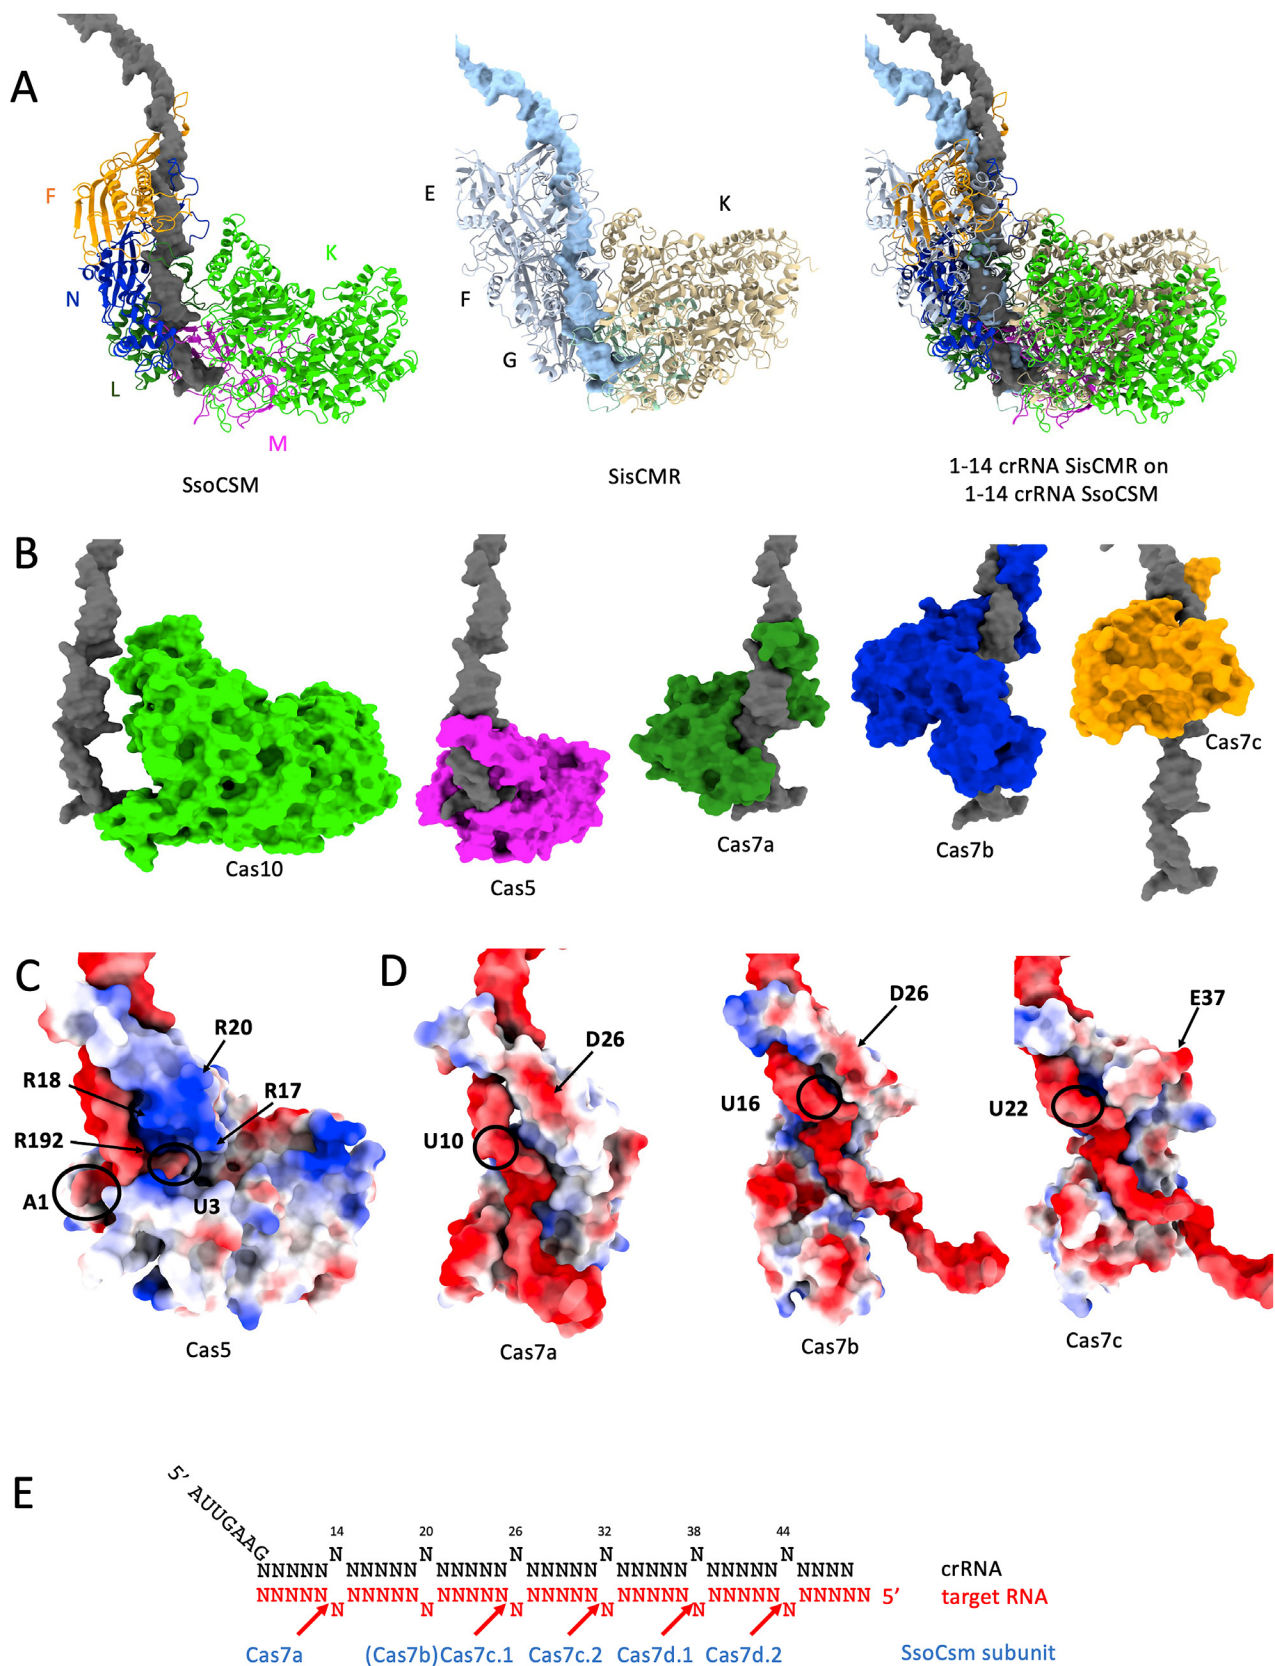 A
F
N
L
K
M
SsoCSM
E
F
G
K
SisCMR
1-14 crRNA SisCMR on
1-14 crRNA SsoCSM
B
Cas10
Cas5
Cas7a
Cas7b
Cas7c
C
R20
R18
R17
R192
A1
U3
Cas5
D
D26
U10
Cas7a
D26
U16
Cas7b
E37
U22
Cas7c
E
5’ AUUGAAG
14 20 26 32 38 44
N N N N N N
NNNNN NNNNN NNNNN NNNNN NNNNN NNNNN NNNN crRNA
NNNNN NNNNN NNNNN NNNNN NNNNN NNNNN NNNNN 5’ target RNA
N N N N N N
Cas7a (Cas7b) Cas7c.1 Cas7c.2 Cas7d.1 Cas7d.2 SsoCsm subunit